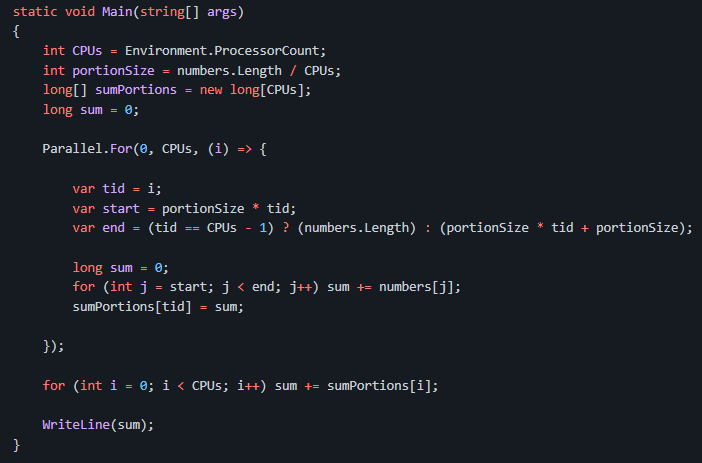 static void Main(string[] args)
{
    int CPUs = Environment.ProcessorCount;
    int portionSize = numbers.Length / CPUs;
    long[] sumPortions = new long[CPUs];
    long sum = 0;

    Parallel.For(0, CPUs, (i) => {

        var tid = i;
        var start = portionSize * tid;
        var end = (tid == CPUs - 1) ? (numbers.Length) : (portionSize * tid + portionSize);

        long sum = 0;
        for (int j = start; j < end; j++) sum += numbers[j];
        sumPortions[tid] = sum;

    });

    for (int i = 0; i < CPUs; i++) sum += sumPortions[i];

    WriteLine(sum);
}